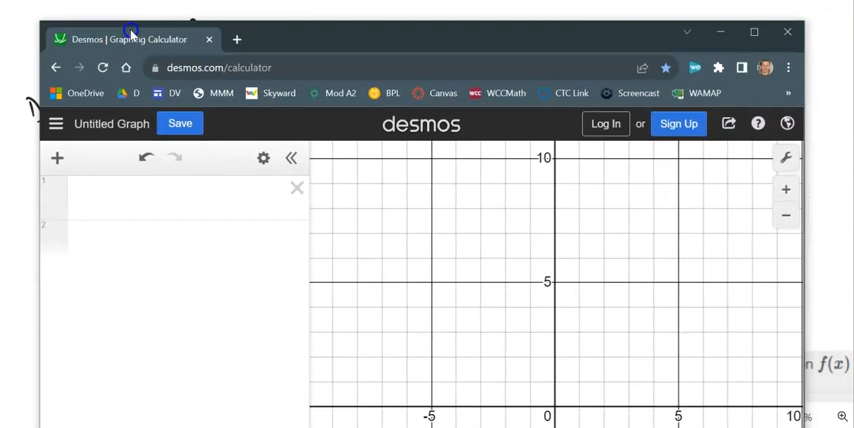 Desmos | Graphing Calculator
desmos.com/calculator
OneDrive D DV MMM Skyward Mod A2 BPL Canvas WCCMath CTC Link Screencast WAMAP »
Untitled Graph Save desmos Log In or Sign Up
1
2
10
5
-5 0 5 10
n f(x)
%